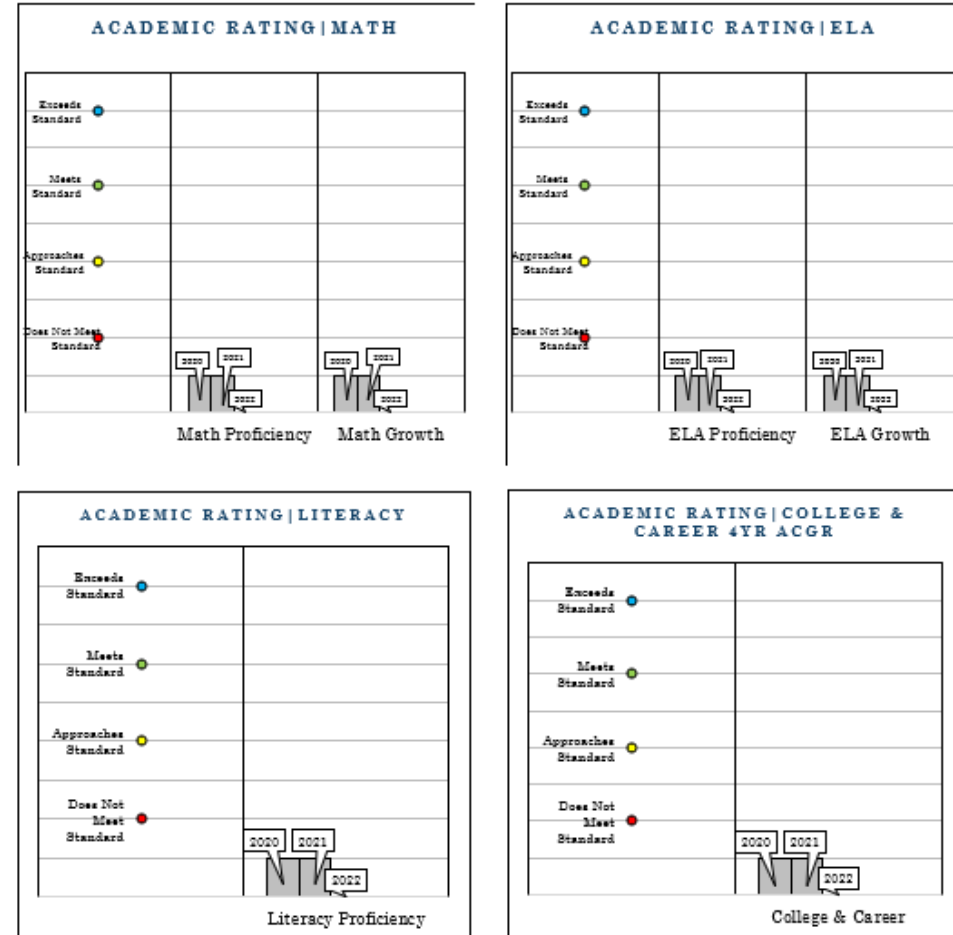 ACADEMIC RATING|MATH
Exceeds
Standard
Meets
Standard
Approaches
Standard
Does Not Meet
Standard
2020
2021
2022
2020
2021
2022
Math Proficiency
Math Growth
ACADEMIC RATING|ELA
Exceeds
Standard
Meets
Standard
Approaches
Standard
Does Not Meet
Standard
2020
2021
2022
2020
2021
2022
ELA Proficiency
ELA Growth
ACADEMIC RATING|LITERACY
Exceeds
Standard
Meets
Standard
Approaches
Standard
Does Not
Meet
Standard
2020
2021
2022
Literacy Proficiency
ACADEMIC RATING|COLLEGE &
CAREER 4YR ACGR
Exceeds
Standard
Meets
Standard
Approaches
Standard
Does Not
Meet
Standard
2020
2021
2022
College & Career